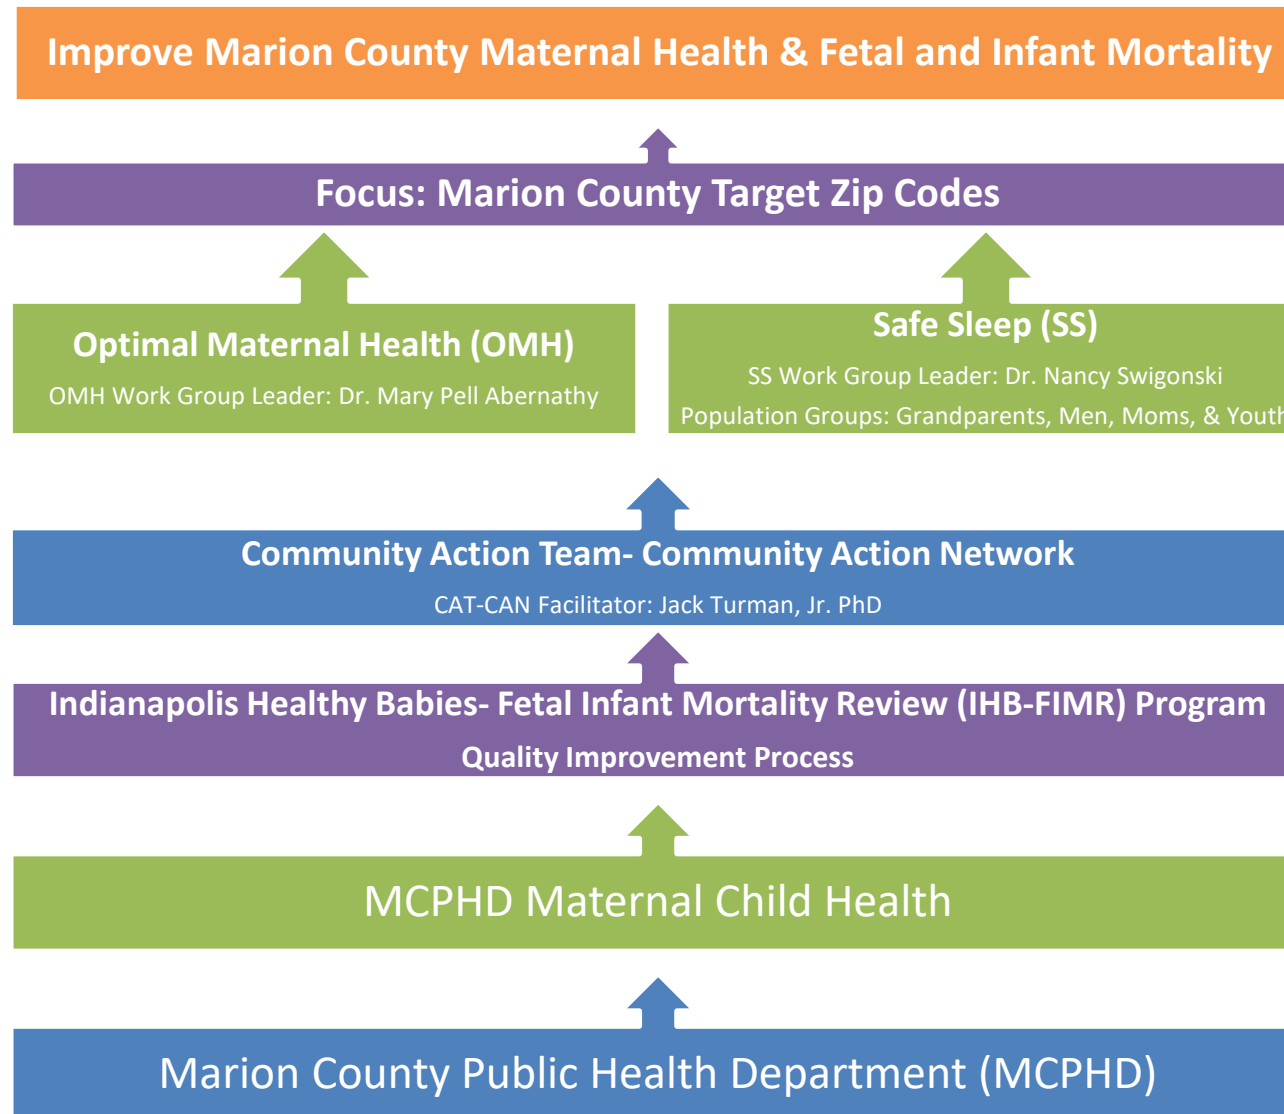 Improve Marion County Maternal Health & Fetal and Infant Mortality
Focus: Marion County Target Zip Codes
Optimal Maternal Health (OMH)
OMH Work Group Leader: Dr. Mary Pell Abernathy
Safe Sleep (SS)
SS Work Group Leader: Dr. Nancy Swigonski
Population Groups: Grandparents, Men, Moms, & Youth
Community Action Team- Community Action Network
CAT-CAN Facilitator: Jack Turman, Jr. PhD
Indianapolis Healthy Babies- Fetal Infant Mortality Review (IHB-FIMR) Program
Quality Improvement Process
MCPHD Maternal Child Health
Marion County Public Health Department (MCPHD)